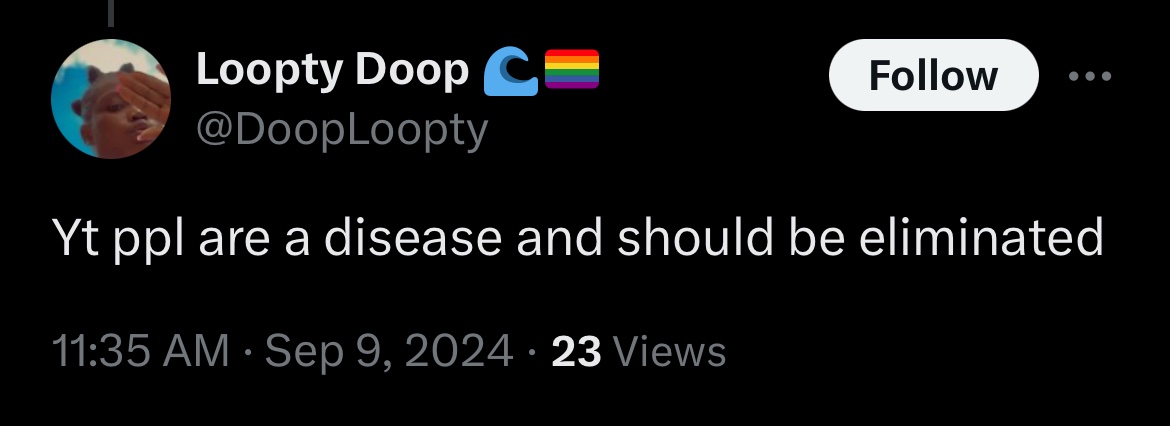 Loopty Doop 🌊🏳️‍🌈
Follow
@DoopLoopty
Yt ppl are a disease and should be eliminated
11:35 AM · Sep 9, 2024 · 23 Views